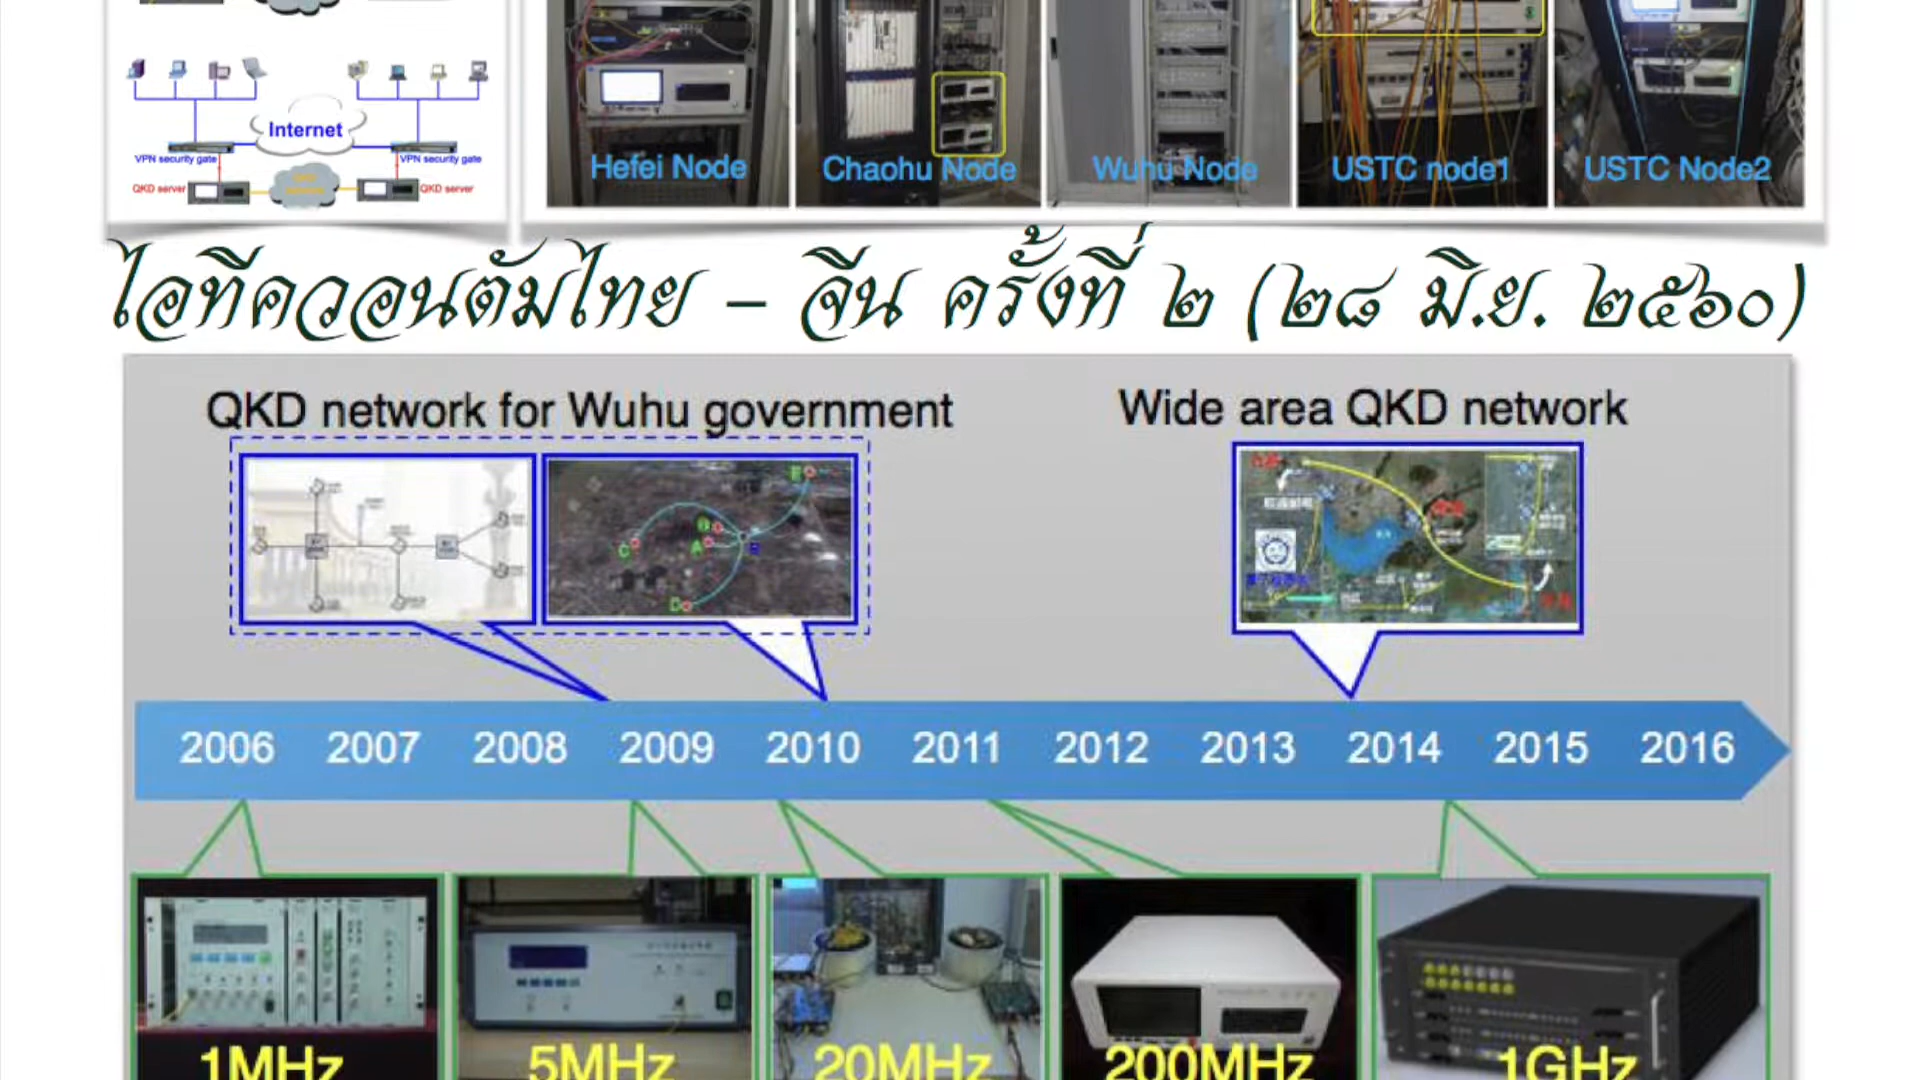 Internet
VPN security gate
VPN security gate
QKD server
QKD server
Hefei Node
Chaohu Node
Wuhu Node
USTC node1
USTC Node2
ไอทีควอนตัมไทย – จีน ครั้งที่ ๒ (๒๘ มิ.ย. ๒๕๖๐)
QKD network for Wuhu government
Wide area QKD network
C
B
A
D
E
2006 2007 2008 2009 2010 2011 2012 2013 2014 2015 2016
1MHz
5MHz
20MHz
200MHz
1GHz